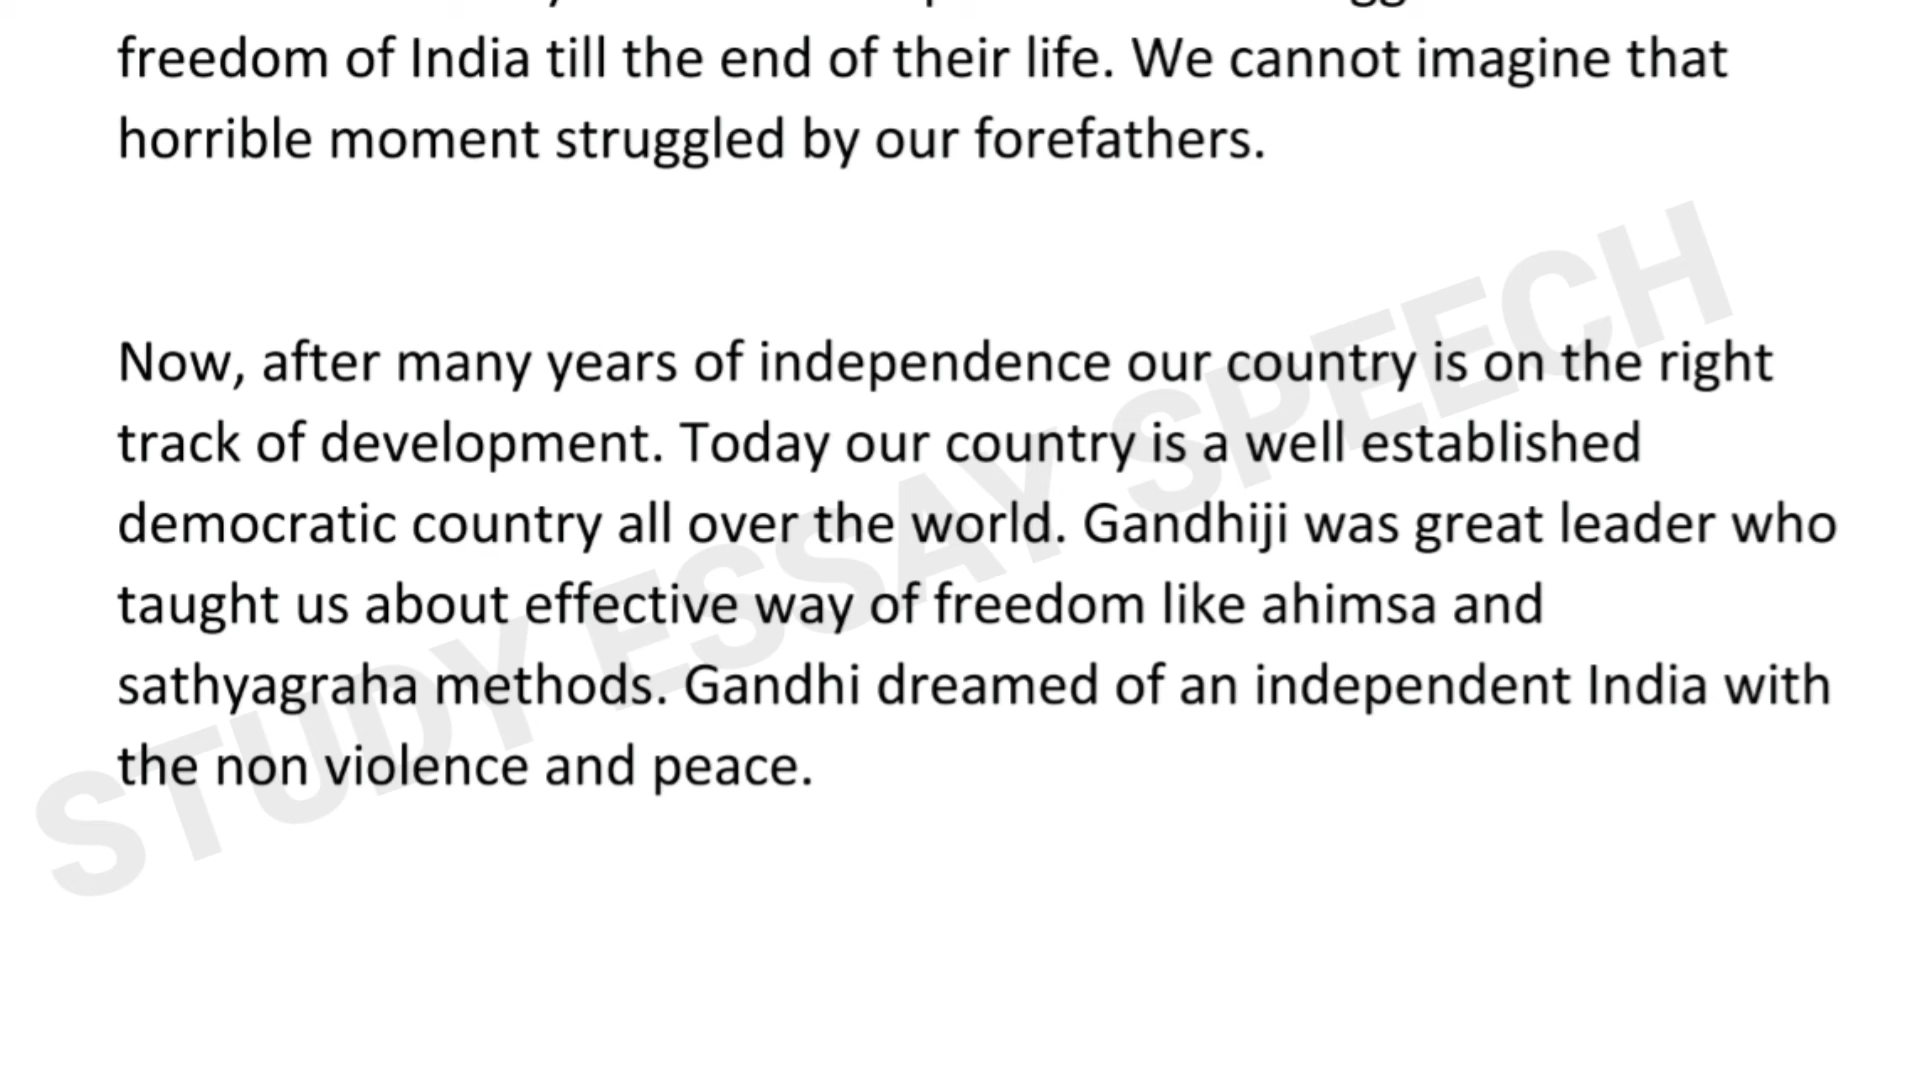 freedom of India till the end of their life. We cannot imagine that
horrible moment struggled by our forefathers.
Now, after many years of independence our country is on the right
track of development. Today our country is a well established
democratic country all over the world. Gandhiji was great leader who
taught us about effective way of freedom like ahimsa and
sathyagraha methods. Gandhi dreamed of an independent India with
the non violence and peace.
STUDY ESSAY SPEECH